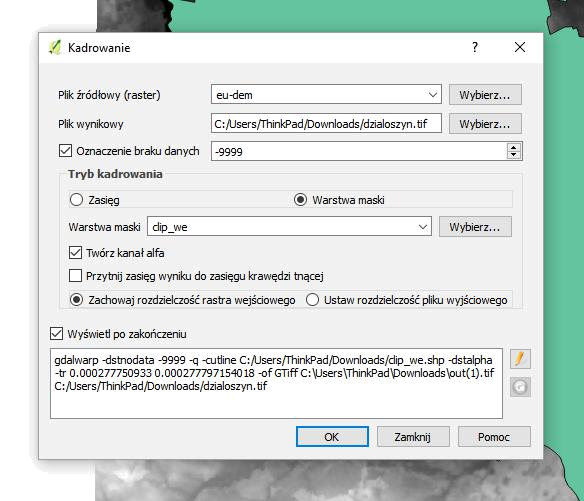 Kadrowanie
Plik źródłowy (raster) eu-dem Wybierz...
Plik wynikowy C:/Users/ThinkPad/Downloads/dzialoszyn.tif Wybierz...
Oznaczenie braku danych -9999
Tryb kadrowania
Zasięg Warstwa maski
Warstwa maski clip_we Wybierz...
Twórz kanał alfa
Przytnij zasięg wyniku do zasięgu krawędzi tnącej
Zachowaj rozdzielczość rastra wejściowego Ustaw rozdzielczość pliku wyjściowego
Wyświetl po zakończeniu
gdalwarp -dstnodata -9999 -q -cutline C:/Users/ThinkPad/Downloads/clip_we.shp -dstalpha
-tr 0.000277750933 0.000277797154018 -of GTiff C:\Users\ThinkPad\Downloads\out(1).tif
C:/Users/ThinkPad/Downloads/dzialoszyn.tif
OK Zamknij Pomoc